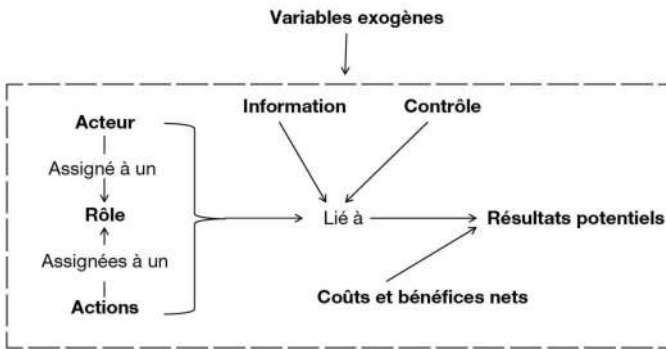 Variables exogènes
Information
Contrôle
Acteur
Assigné à un
Rôle
Assignées à un
Actions
Lié à
Résultats potentiels
Coûts et bénéfices nets